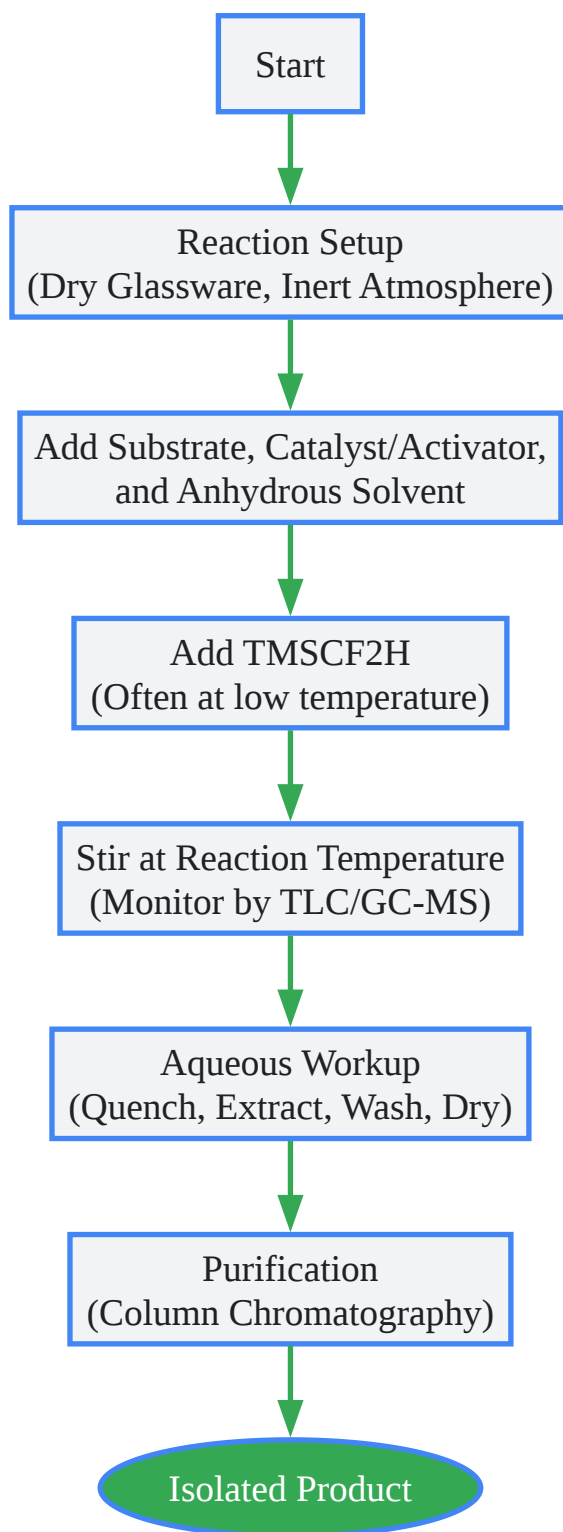 Start
Reaction Setup
(Dry Glassware, Inert Atmosphere)
Add Substrate, Catalyst/Activator,
and Anhydrous Solvent
Add TMSCF2H
(Often at low temperature)
Stir at Reaction Temperature
(Monitor by TLC/GC-MS)
Aqueous Workup
(Quench, Extract, Wash, Dry)
Purification
(Column Chromatography)
Isolated Product